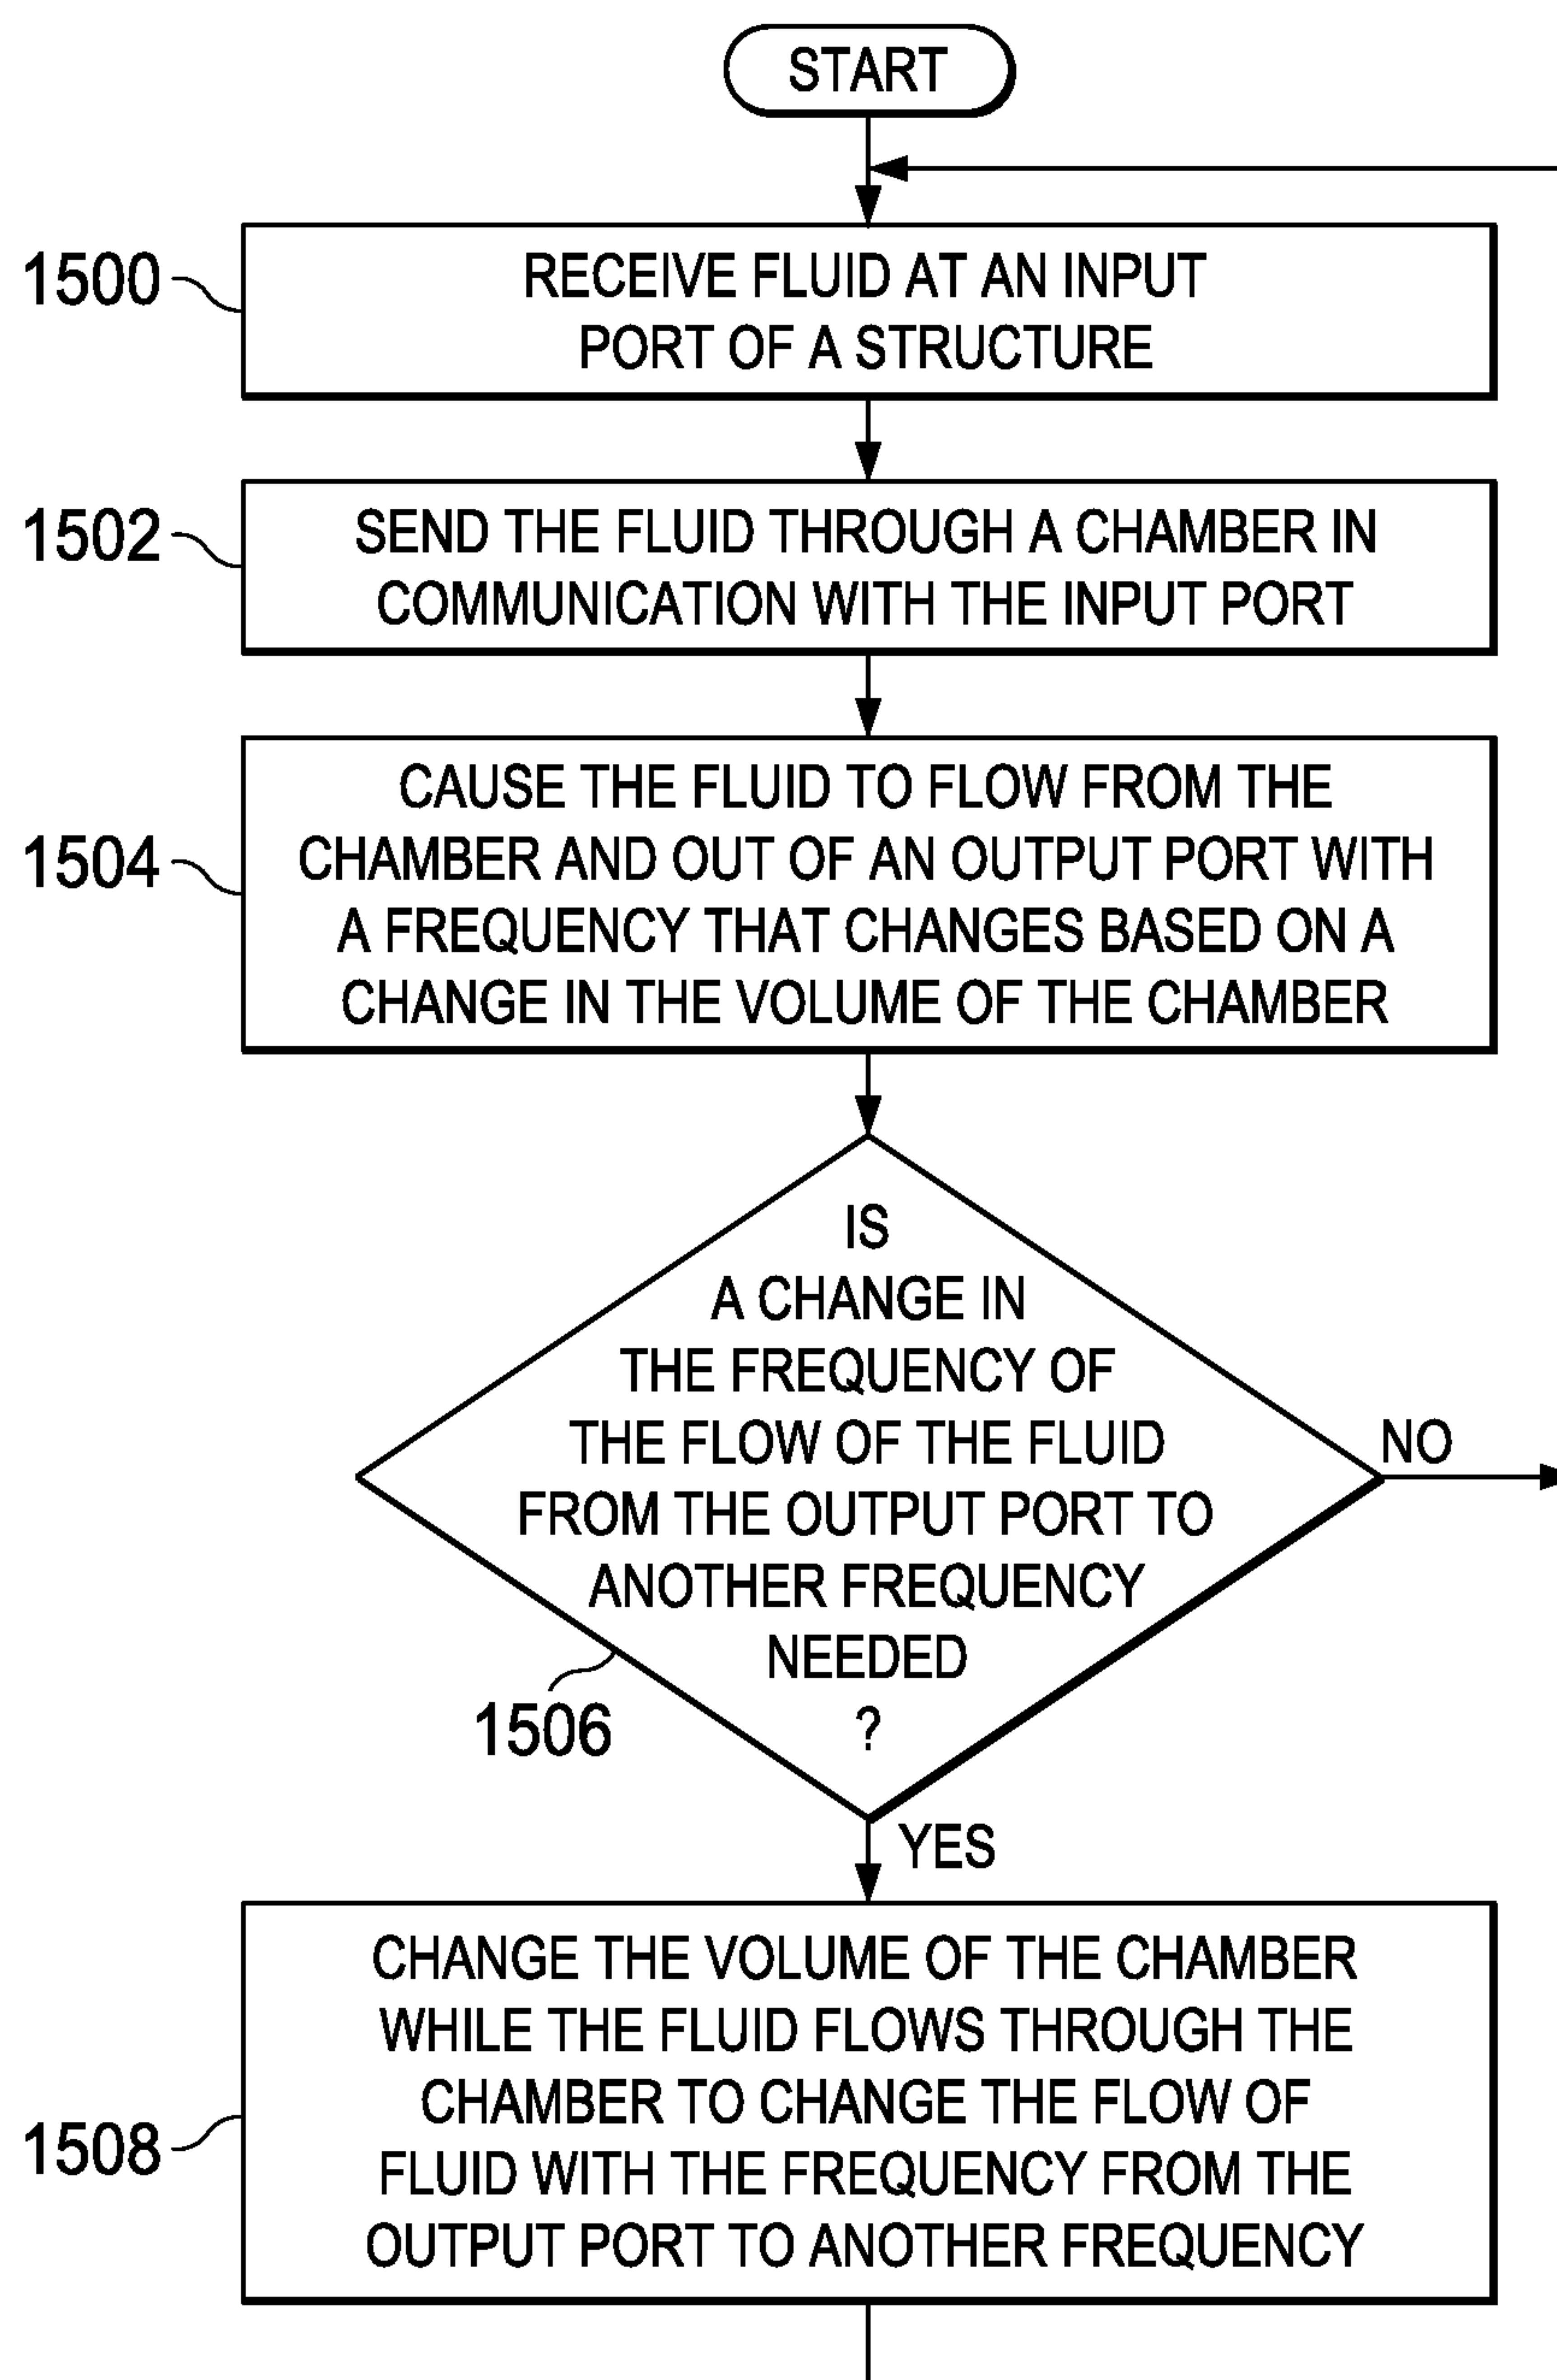 START
1500
RECEIVE FLUID AT AN INPUT
PORT OF A STRUCTURE
1502
SEND THE FLUID THROUGH A CHAMBER IN
COMMUNICATION WITH THE INPUT PORT
1504
CAUSE THE FLUID TO FLOW FROM THE
CHAMBER AND OUT OF AN OUTPUT PORT WITH
A FREQUENCY THAT CHANGES BASED ON A
CHANGE IN THE VOLUME OF THE CHAMBER
IS
A CHANGE IN
THE FREQUENCY OF
THE FLOW OF THE FLUID
FROM THE OUTPUT PORT TO
ANOTHER FREQUENCY
NEEDED
?
NO
1506
YES
1508
CHANGE THE VOLUME OF THE CHAMBER
WHILE THE FLUID FLOWS THROUGH THE
CHAMBER TO CHANGE THE FLOW OF
FLUID WITH THE FREQUENCY FROM THE
OUTPUT PORT TO ANOTHER FREQUENCY